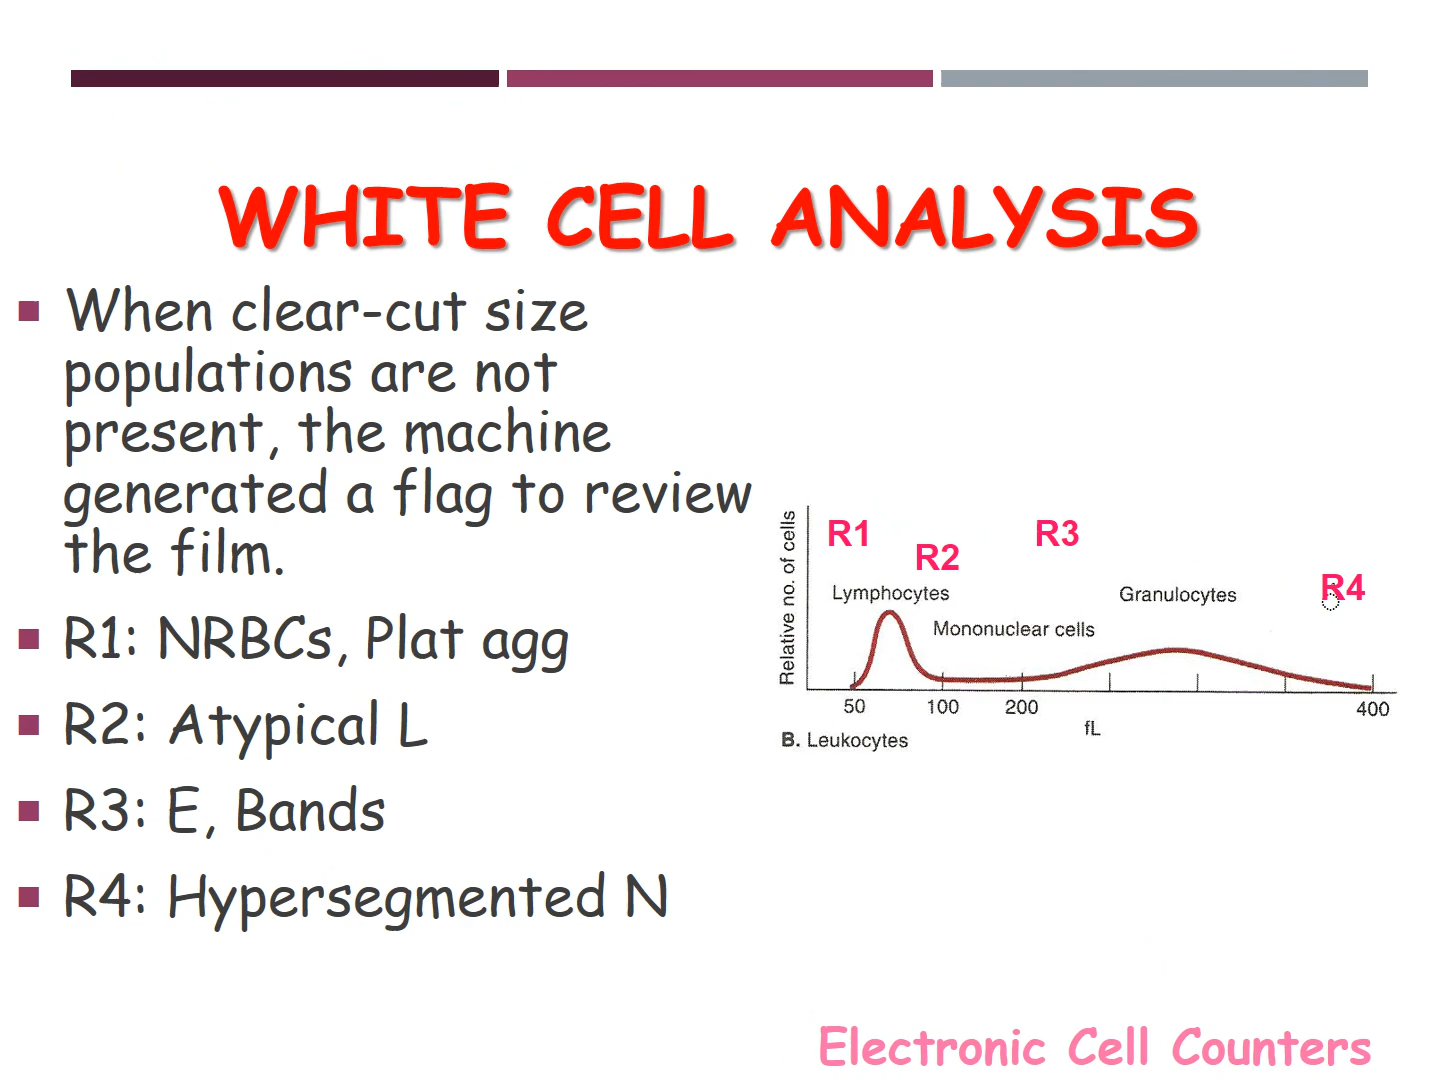 WHITE CELL ANALYSIS
When clear-cut size
populations are not
present, the machine
generated a flag to review
the film.
R1: NRBCs, Plat agg
R2: Atypical L
R3: E, Bands
R4: Hypersegmented N
Relative no. of cells
R1
R2
R3
R4
Lymphocytes
Mononuclear cells
Granulocytes
50 100 200 400
fL
B. Leukocytes
Electronic Cell Counters